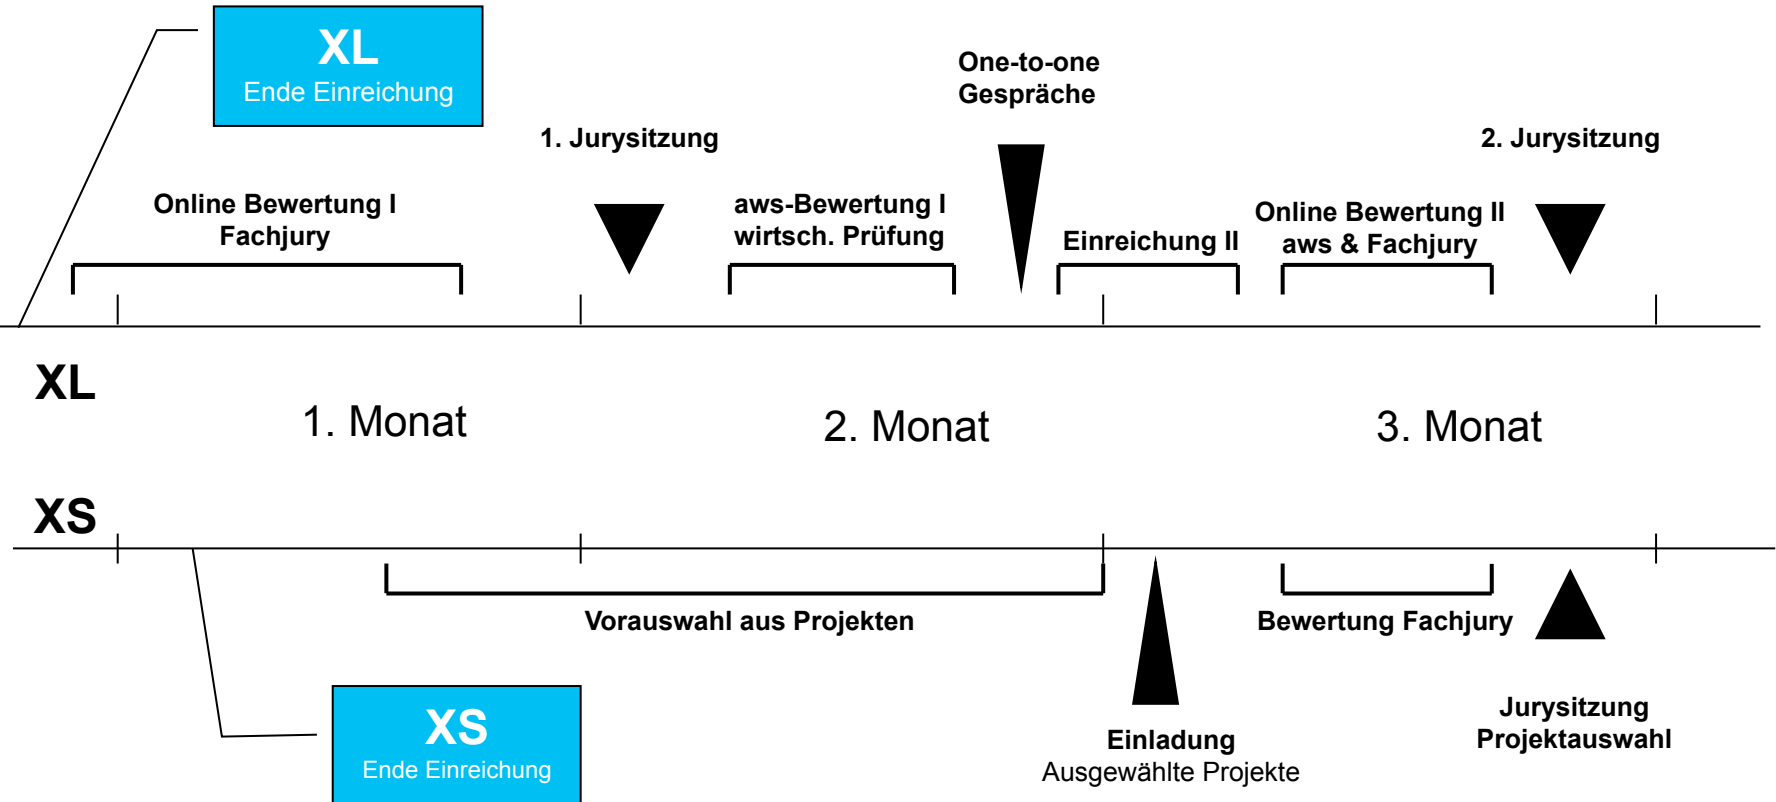 XL
Ende Einreichung
One-to-one
Gespräche
1. Jurysitzung
2. Jurysitzung
Online Bewertung I
Fachjury
aws-Bewertung I
wirtsch. Prüfung
Einreichung II
Online Bewertung II
aws & Fachjury
XL
1. Monat
2. Monat
3. Monat
XS
Vorauswahl aus Projekten
Bewertung Fachjury
XS
Ende Einreichung
Einladung
Ausgewählte Projekte
Jurysitzung
Projektauswahl